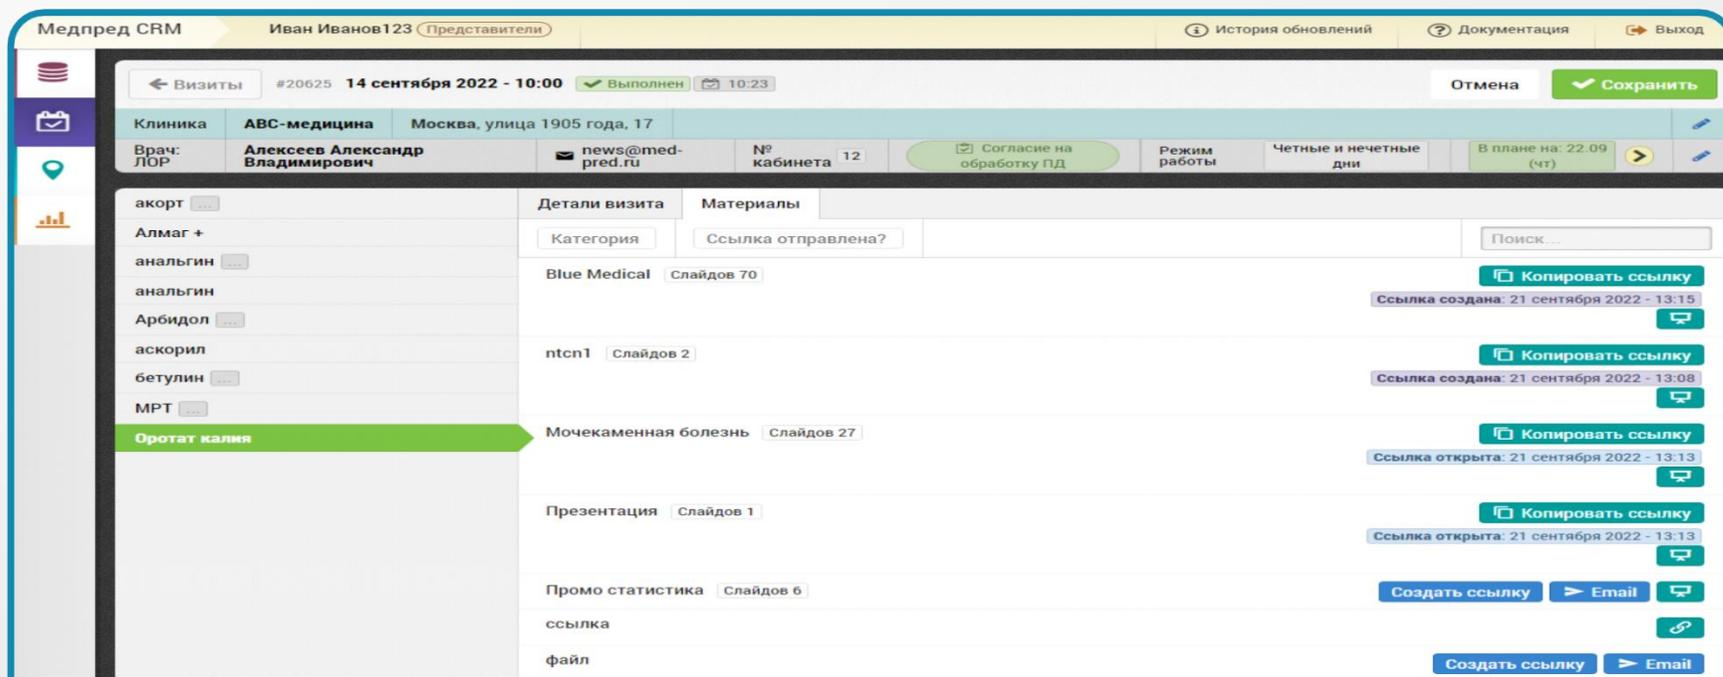 Медпред CRM Иван Иванов123 Представители История обновлений Документация Выход
Визиты #20625 14 сентября 2022 - 10:00 Выполнен 10:23 Отмена Сохранить
Клиника АВС-медицина Москва, улица 1905 года, 17
Врач: ЛОР Алексеев Александр Владимирович news@med-pred.ru № кабинета 12 Согласие на обработку ПД Режим работы Четные и нечетные дни В плане на: 22.09 (чт)
акорт ...
Алмаг +
анальгин ...
анальгин
Арбидол ...
аскорил
бетулин ...
МРТ ...
Оротат калия
Детали визита Материалы
Категория Ссылка отправлена? Поиск...
Blue Medical Слайдов 70 Копировать ссылку
Ссылка создана: 21 сентября 2022 - 13:15
ntcn1 Слайдов 2 Копировать ссылку
Ссылка создана: 21 сентября 2022 - 13:08
Мочекаменная болезнь Слайдов 27 Копировать ссылку
Ссылка открыта: 21 сентября 2022 - 13:13
Презентация Слайдов 1 Копировать ссылку
Ссылка открыта: 21 сентября 2022 - 13:13
Промо статистика Слайдов 6 Создать ссылку Email
ссылка
файл Создать ссылку Email